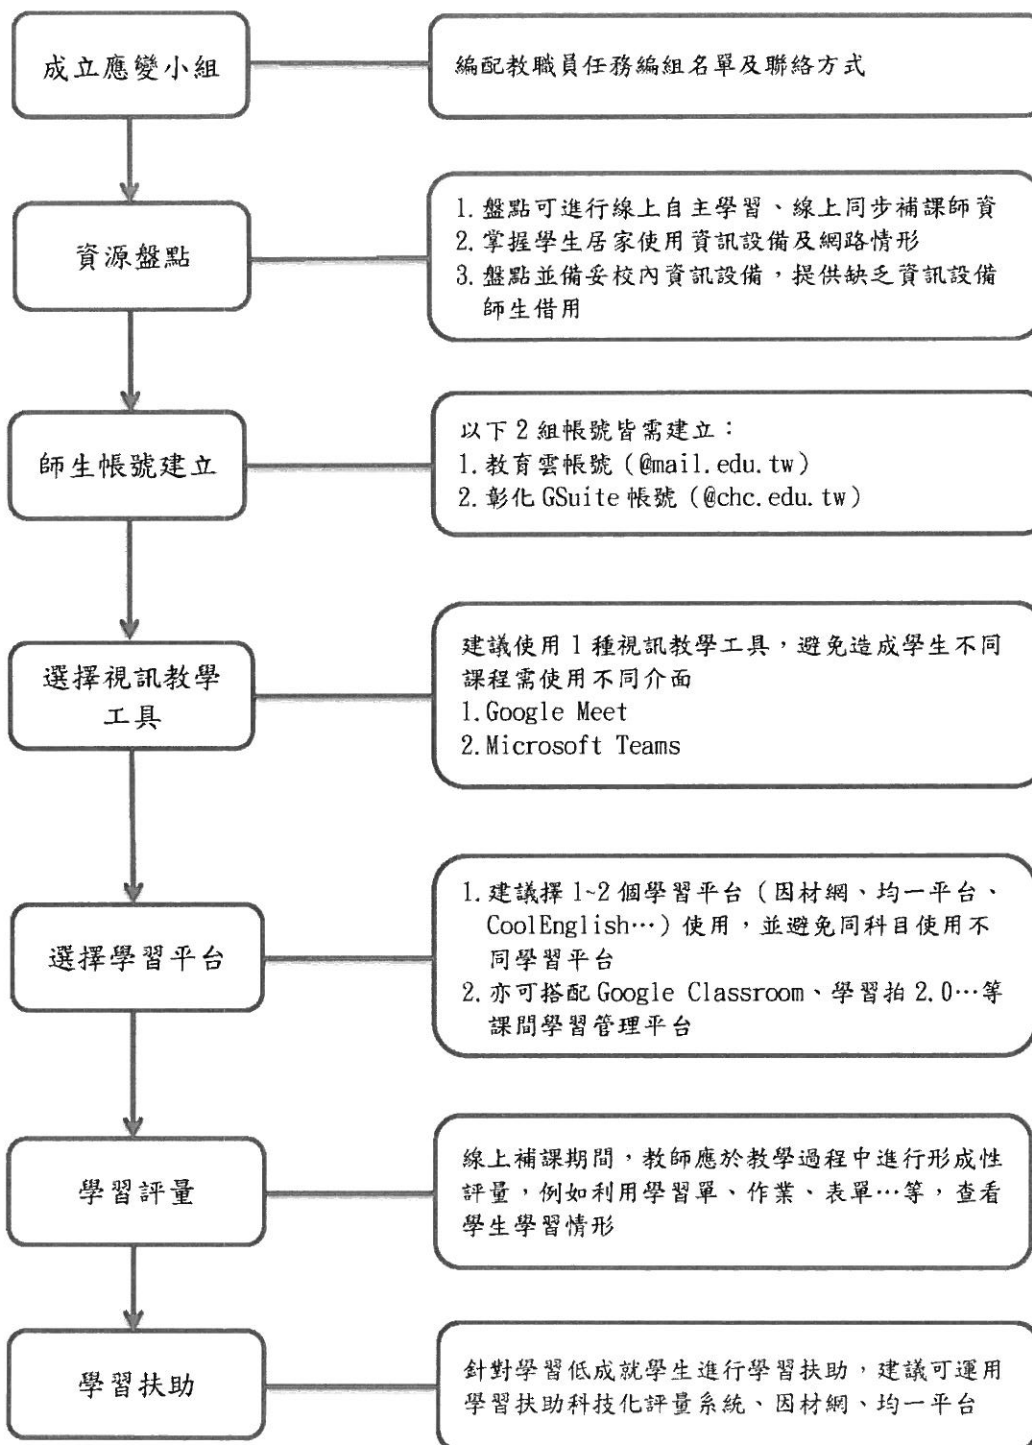 成立應變小組
編配教職員任務編組名單及聯絡方式
資源盤點
1. 盤點可進行線上自主學習、線上同步補課師資
2. 掌握學生居家使用資訊設備及網路情形
3. 盤點並備妥校內資訊設備，提供缺乏資訊設備
師生借用
師生帳號建立
以下 2 組帳號皆需建立：
1. 教育雲帳號（@mail.edu.tw）
2. 彰化 GSuite 帳號（@chc.edu.tw）
選擇視訊教學
工具
建議使用 1 種視訊教學工具，避免造成學生不同
課程需使用不同介面
1. Google Meet
2. Microsoft Teams
選擇學習平台
1. 建議擇 1~2 個學習平台（因材網、均一平台、
CoolEnglish…）使用，並避免同科目使用不
同學習平台
2. 亦可搭配 Google Classroom、學習拍 2.0…等
課間學習管理平台
學習評量
線上補課期間，教師應於教學過程中進行形成性
評量，例如利用學習單、作業、表單…等，查看
學生學習情形
學習扶助
針對學習低成就學生進行學習扶助，建議可運用
學習扶助科技化評量系統、因材網、均一平台